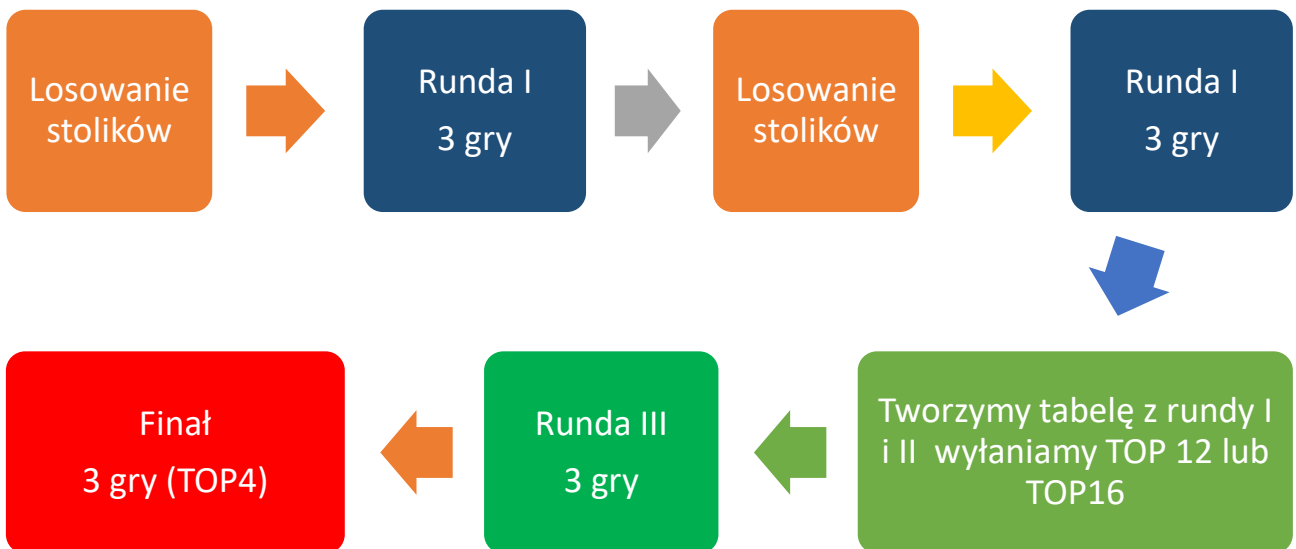 Losowanie
stolików
Runda I
3 gry
Losowanie
stolików
Runda I
3 gry
Tworzymy tabelę z rundy I
i II wyłaniamy TOP 12 lub
TOP16
Runda III
3 gry
Finał
3 gry (TOP4)